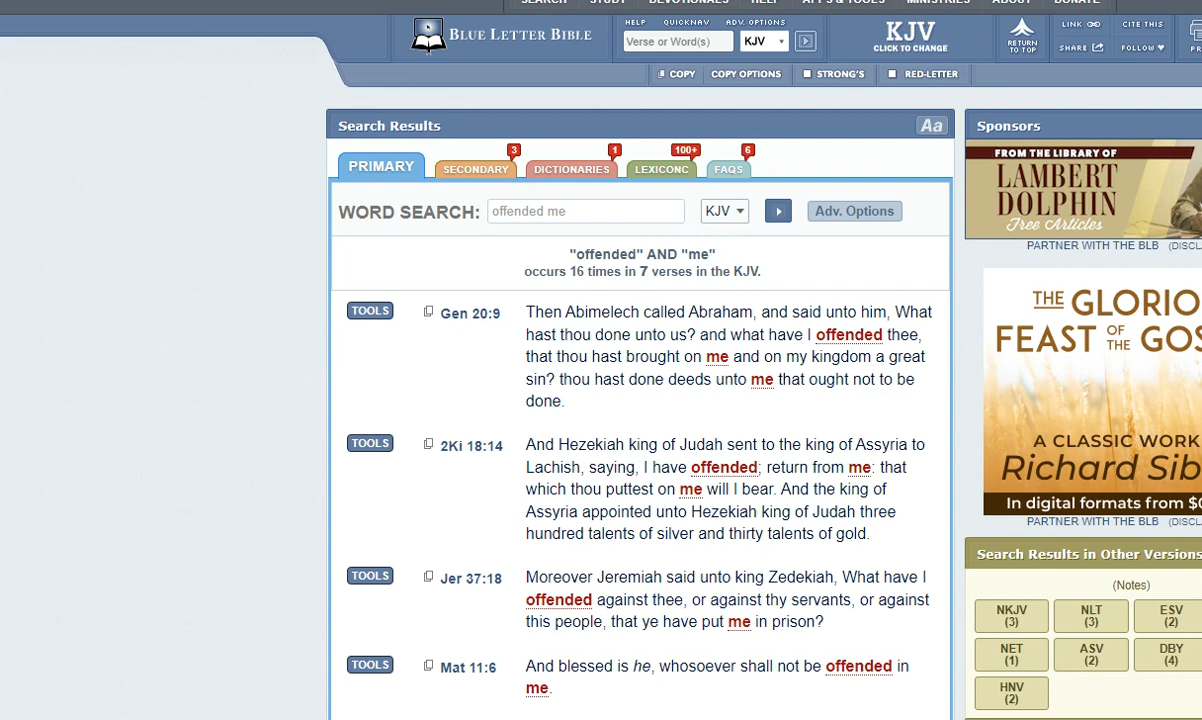 SEARCH STUDY DEVOTIONALS HELP APPS & TOOLS MINISTRIES ABOUT DONATE
BLUE LETTER BIBLE
HELP QUICKNAV ADV. OPTIONS
Verse or Word(s) KJV
KJV
CLICK TO CHANGE
RETURN
TO TOP
LINK CITE THIS
SHARE FOLLOW
COPY COPY OPTIONS STRONG'S RED-LETTER
Search Results Aa
PRIMARY
SECONDARY 3
DICTIONARIES 1
LEXICONC 100+
FAQS 6
WORD SEARCH: offended me KJV Adv. Options
"offended" AND "me"
occurs 16 times in 7 verses in the KJV.
TOOLS Gen 20:9 Then Abimelech called Abraham, and said unto him, What
hast thou done unto us? and what have I offended thee,
that thou hast brought on me and on my kingdom a great
sin? thou hast done deeds unto me that ought not to be
done.
TOOLS 2Ki 18:14 And Hezekiah king of Judah sent to the king of Assyria to
Lachish, saying, I have offended; return from me: that
which thou puttest on me will I bear. And the king of
Assyria appointed unto Hezekiah king of Judah three
hundred talents of silver and thirty talents of gold.
TOOLS Jer 37:18 Moreover Jeremiah said unto king Zedekiah, What have I
offended against thee, or against thy servants, or against
this people, that ye have put me in prison?
TOOLS Mat 11:6 And blessed is he, whosoever shall not be offended in
me.
Sponsors
FROM THE LIBRARY OF
LAMBERT
DOLPHIN
Free Articles
PARTNER WITH THE BLB (DISCL
THE GLORIO
FEAST OF THE GOS
A CLASSIC WORK
Richard Sib
In digital formats from $0
PARTNER WITH THE BLB (DISCL
Search Results in Other Versions
(Notes)
NKJV NLT ESV
(3) (3) (2)
NET ASV DBY
(1) (2) (4)
HNV
(2)